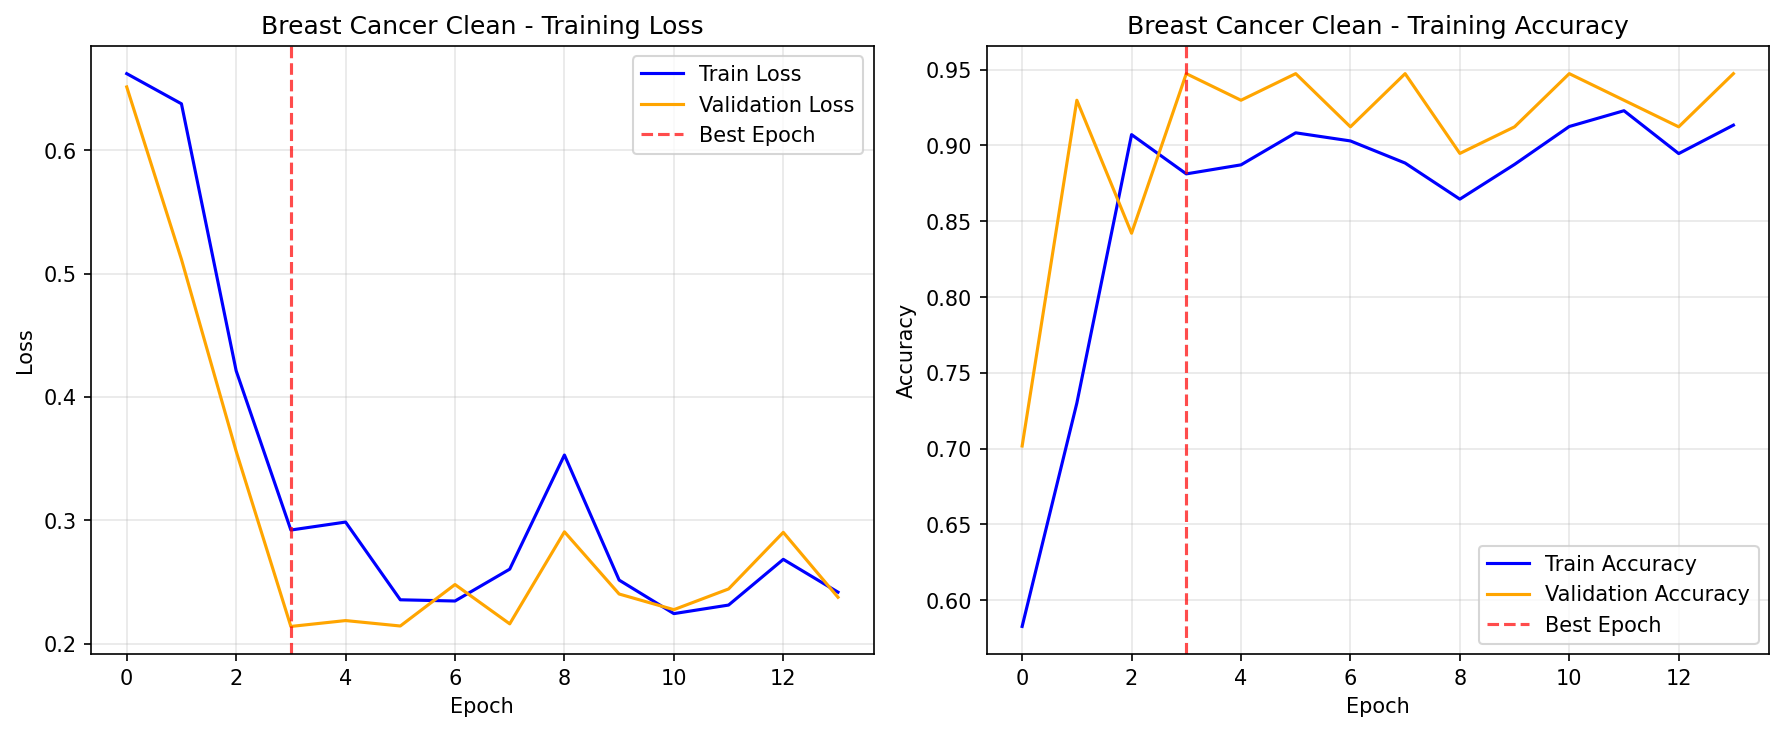 Breast Cancer Clean - Training Loss
Loss
0.6
0.5
0.4
0.3
0.2
Train Loss
Validation Loss
Best Epoch
0 2 4 6 8 10 12
Epoch
Breast Cancer Clean - Training Accuracy
Accuracy
0.95
0.90
0.85
0.80
0.75
0.70
0.65
0.60
Train Accuracy
Validation Accuracy
Best Epoch
0 2 4 6 8 10 12
Epoch